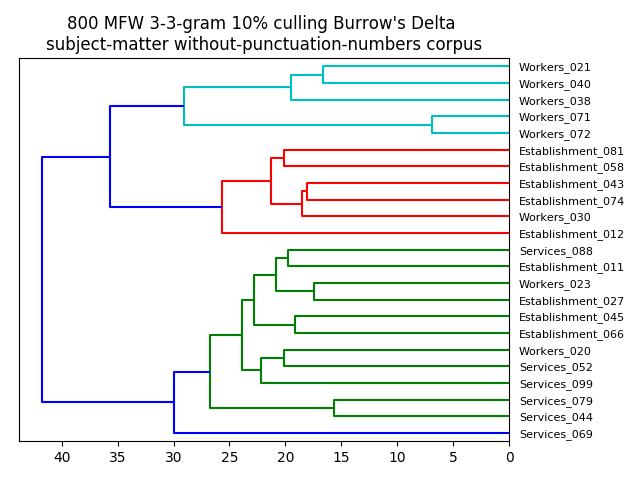 800 MFW 3-3-gram 10% culling Burrow's Delta
subject-matter without-punctuation-numbers corpus
Workers_021
Workers_040
Workers_038
Workers_071
Workers_072
Establishment_081
Establishment_058
Establishment_043
Establishment_074
Workers_030
Establishment_012
Services_088
Establishment_011
Workers_023
Establishment_027
Establishment_045
Establishment_066
Workers_020
Services_052
Services_099
Services_079
Services_044
Services_069
40 35 30 25 20 15 10 5 0